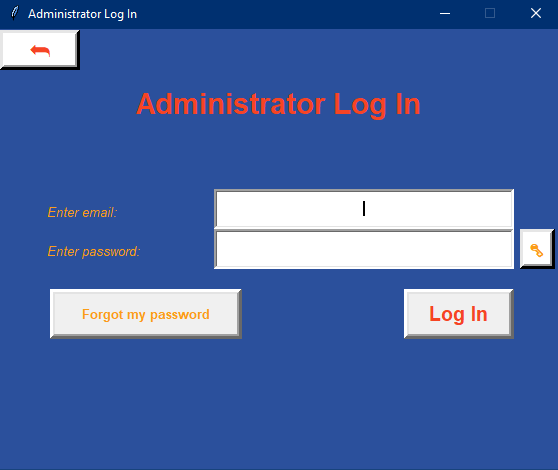 Administrator Log In
Administrator Log In
Enter email:
Enter password:
Forgot my password
Log In